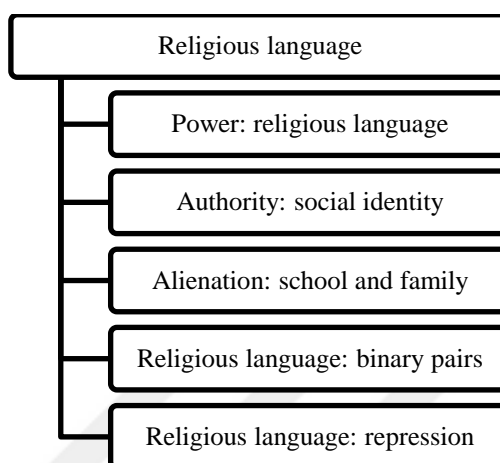 Religious language
Power: religious language
Authority: social identity
Alienation: school and family
Religious language: binary pairs
Religious language: repression